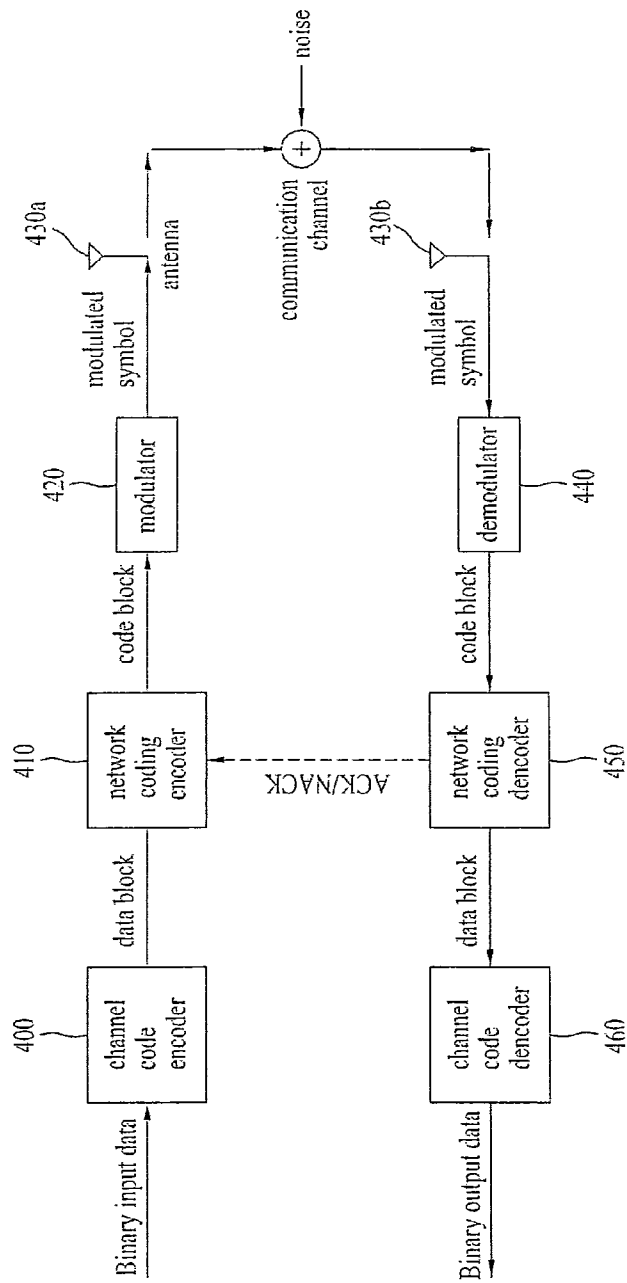 Binary input data
400
channel
code
encoder
data block
410
network
coding
encoder
code block
420
modulator
modulated
symbol
430a
antenna
noise
+
communication
channel
ACK/NACK
Binary output data
channel
code
dencoder
460
data block
network
coding
dencoder
450
code block
demodulator
440
modulated
symbol
430b